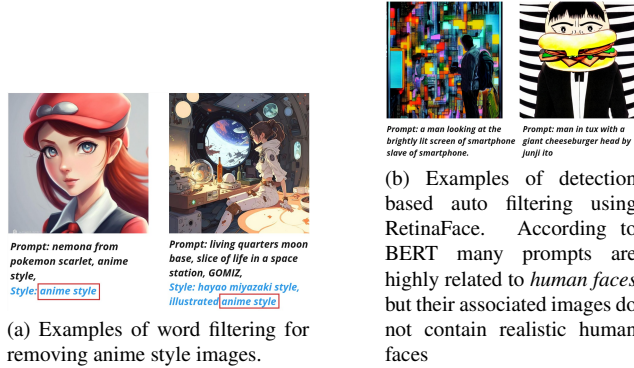 Prompt: nemona from
pokemon scarlet, anime
style,
Style: anime style
Prompt: living quarters moon
base, slice of life in a space
station, GOMIZ,
Style: hayao miyazaki style,
illustrated anime style
(a) Examples of word filtering for
removing anime style images.
Prompt: a man looking at the
brightly lit screen of smartphone
slave of smartphone.
Prompt: man in tux with a
giant cheeseburger head by
junji ito
(b) Examples of detection
based auto filtering using
RetinaFace. According to
BERT many prompts are
highly related to human faces
but their associated images do
not contain realistic human
faces